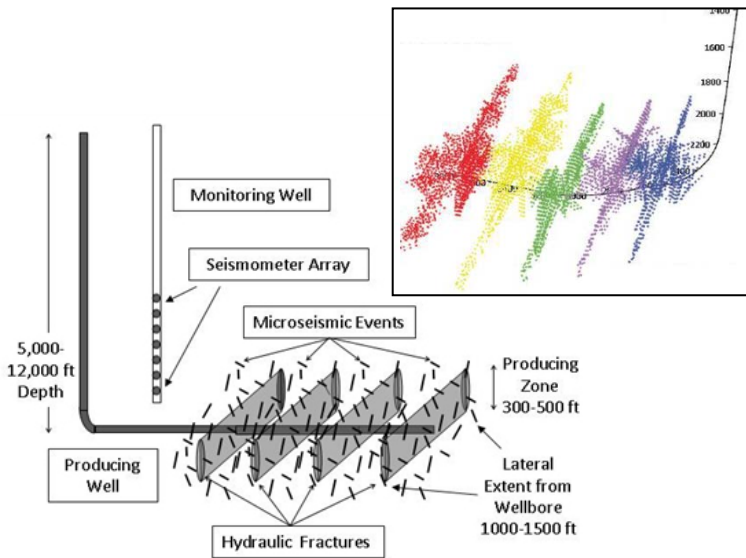 1400
1600
1800
2000
2200
Monitoring Well
Seismometer Array
Microseismic Events
5,000-
12,000 ft
Depth
Producing
Zone
300-500 ft
Producing
Well
Lateral
Extent from
Wellbore
1000-1500 ft
Hydraulic Fractures